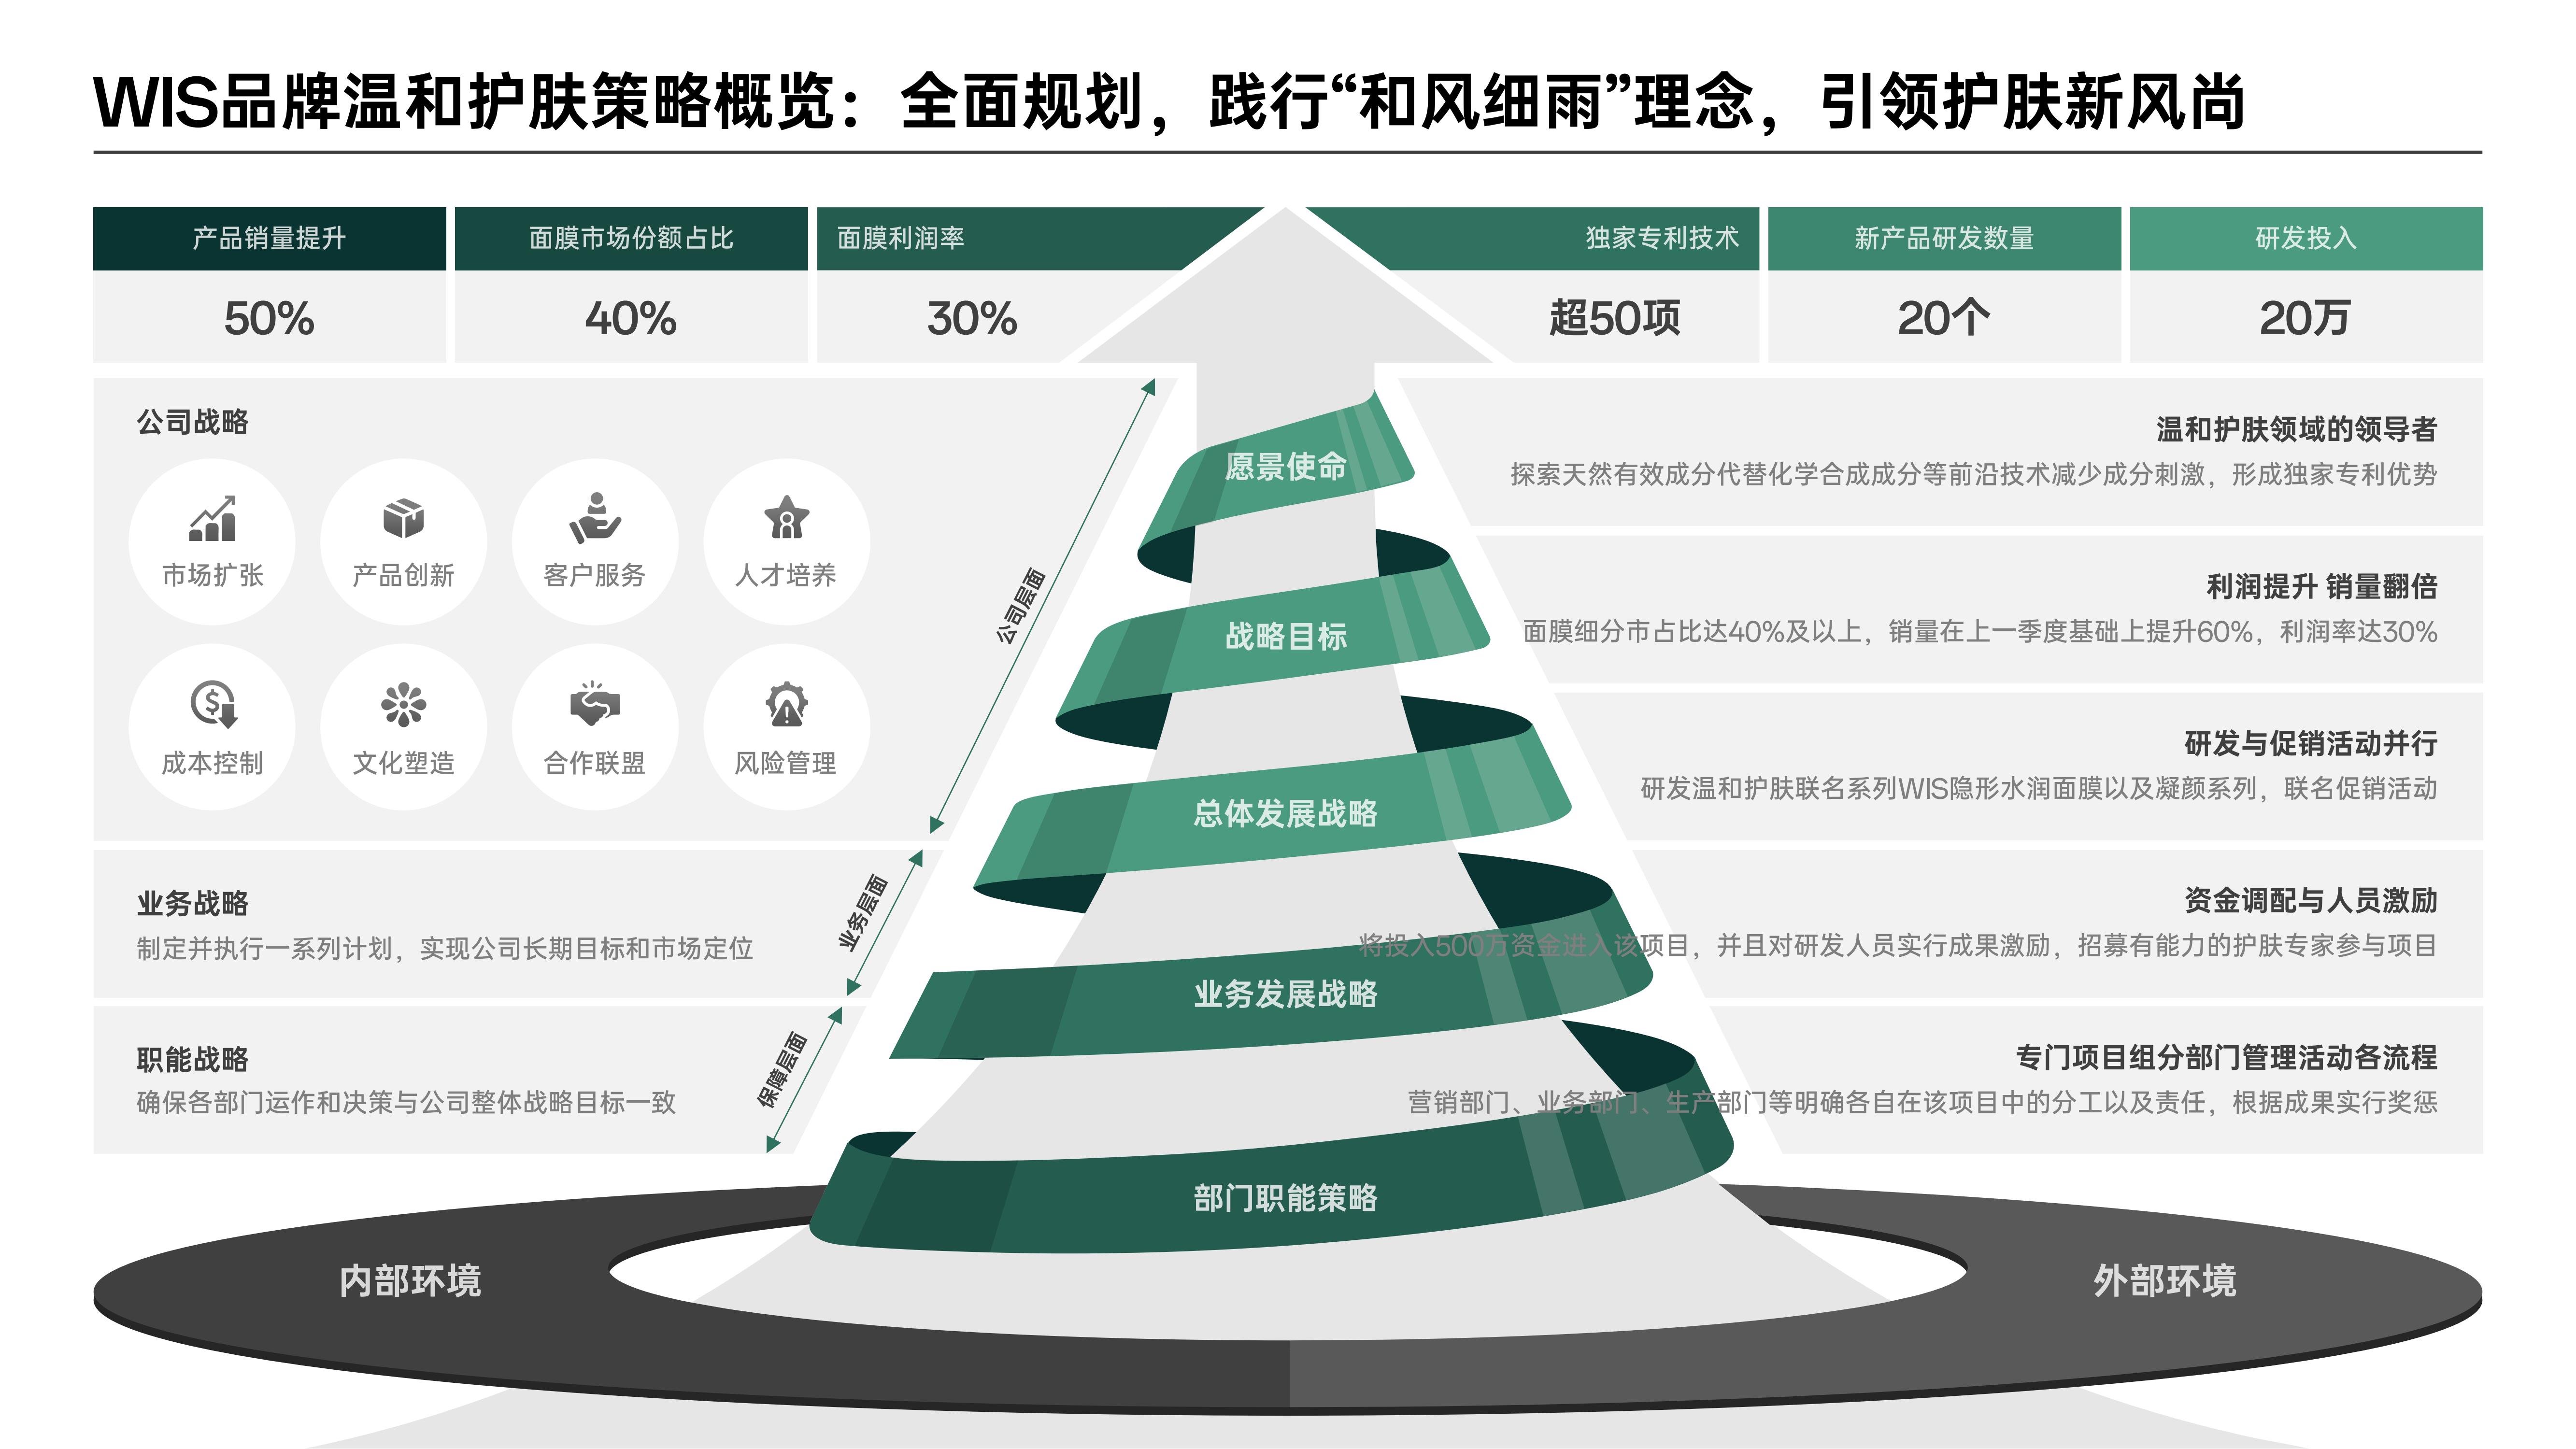 WIS品牌温和护肤策略概览：全面规划，践行“和风细雨”理念，引领护肤新风尚
产品销量提升
面膜市场份额占比
面膜利润率
独家专利技术
新产品研发数量
研发投入
50%
40%
30%
超50项
20个
20万
公司战略
市场扩张
产品创新
客户服务
人才培养
成本控制
文化塑造
合作联盟
风险管理
业务战略
制定并执行一系列计划，实现公司长期目标和市场定位
职能战略
确保各部门运作和决策与公司整体战略目标一致
公司层面
业务层面
保障层面
愿景使命
战略目标
总体发展战略
业务发展战略
部门职能策略
温和护肤领域的领导者
探索天然有效成分代替化学合成成分等前沿技术减少成分刺激，形成独家专利优势
利润提升 销量翻倍
面膜细分市占比达40%及以上，销量在上一季度基础上提升60%，利润率达30%
研发与促销活动并行
研发温和护肤联名系列WIS隐形水润面膜以及凝颜系列，联名促销活动
资金调配与人员激励
将投入500万资金进入该项目，并且对研发人员实行成果激励，招募有能力的护肤专家参与项目
专门项目组分部门管理活动各流程
营销部门、业务部门、生产部门等明确各自在该项目中的分工以及责任，根据成果实行奖惩
内部环境
外部环境